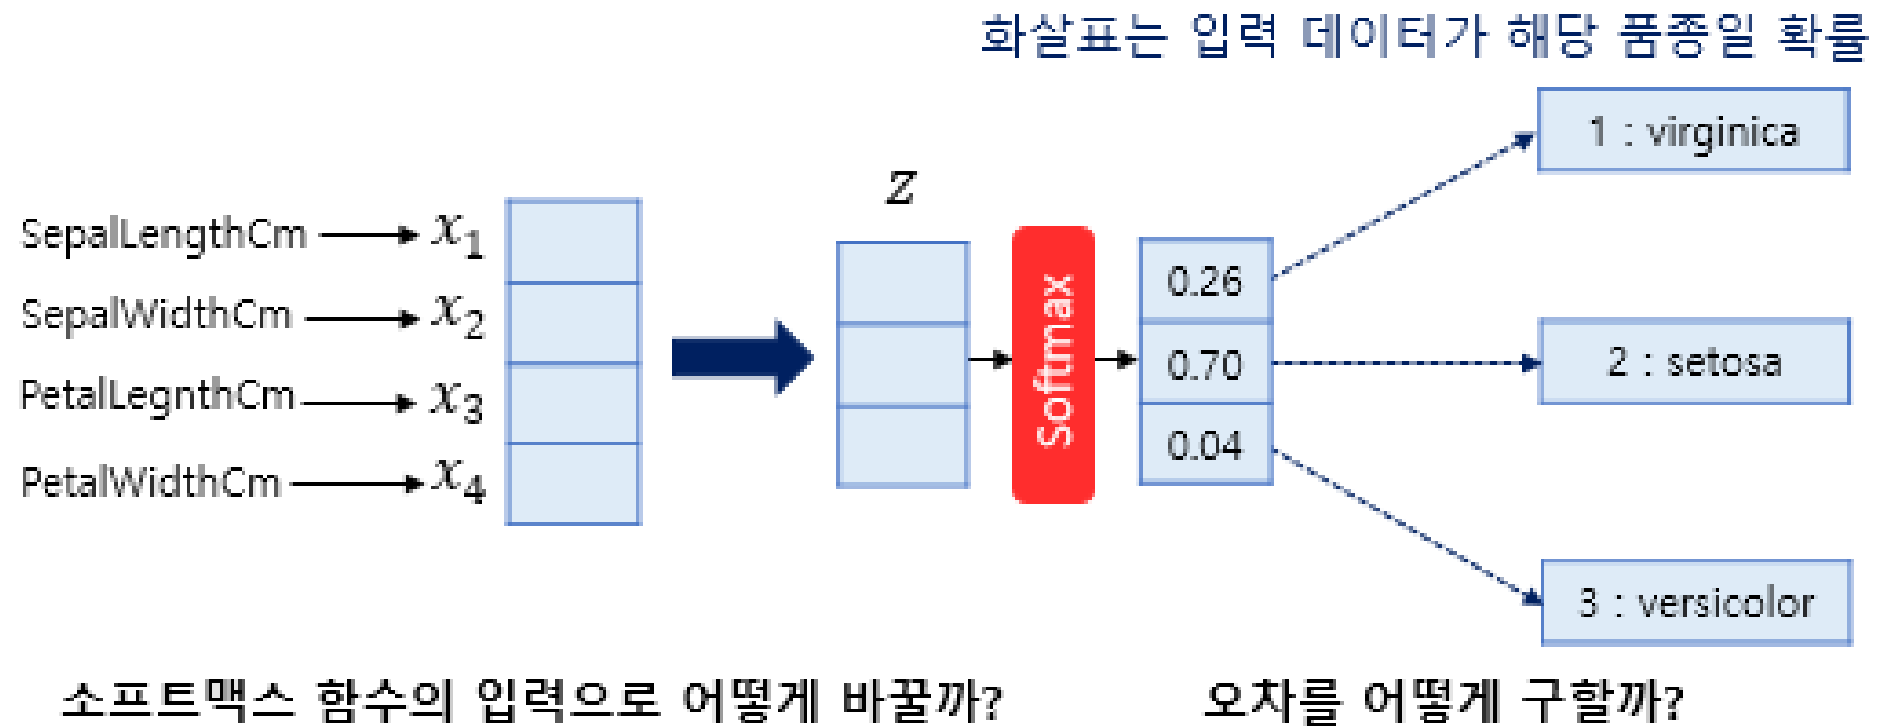 화살표는 입력 데이터가 해당 품종일 확률
1 : virginica
z
SepalLengthCm x1
SepalWidthCm x2
PetalLegnthCm x3
PetalWidthCm x4
Softmax
0.26
0.70
0.04
2 : setosa
3 : versicolor
소프트맥스 함수의 입력으로 어떻게 바꿀까?
오차를 어떻게 구할까?